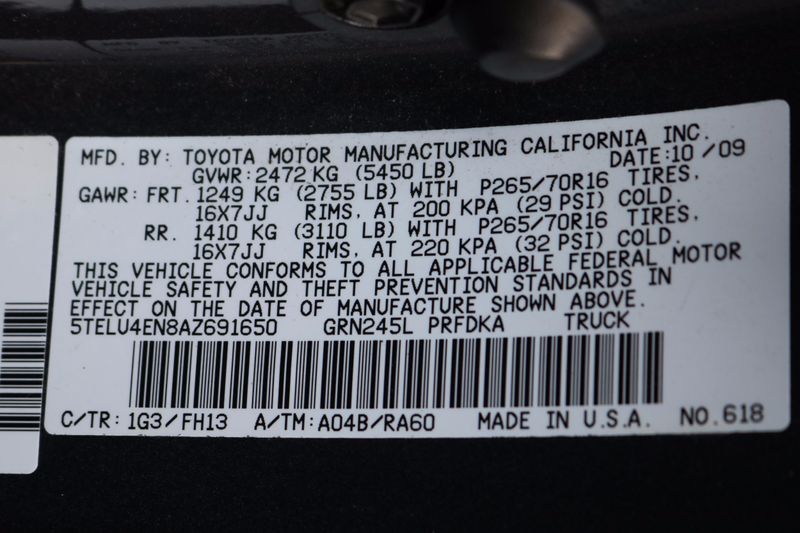 MFD. BY: TOYOTA MOTOR MANUFACTURING CALIFORNIA INC.
GVWR: 2472 KG (5450 LB) DATE: 10 / 09
GAWR: FRT. 1249 KG (2755 LB) WITH P265/70R16 TIRES,
16X7JJ RIMS, AT 200 KPA (29 PSI) COLD.
RR. 1410 KG (3110 LB) WITH P265/70R16 TIRES,
16X7JJ RIMS, AT 220 KPA (32 PSI) COLD.
THIS VEHICLE CONFORMS TO ALL APPLICABLE FEDERAL MOTOR
VEHICLE SAFETY AND THEFT PREVENTION STANDARDS IN
EFFECT ON THE DATE OF MANUFACTURE SHOWN ABOVE.
5TELU4EN8AZ691650 GRN245L PRFDKA TRUCK
C/TR: 1G3/FH13 A/TM: A04B/RA60 MADE IN U.S.A. NO.618